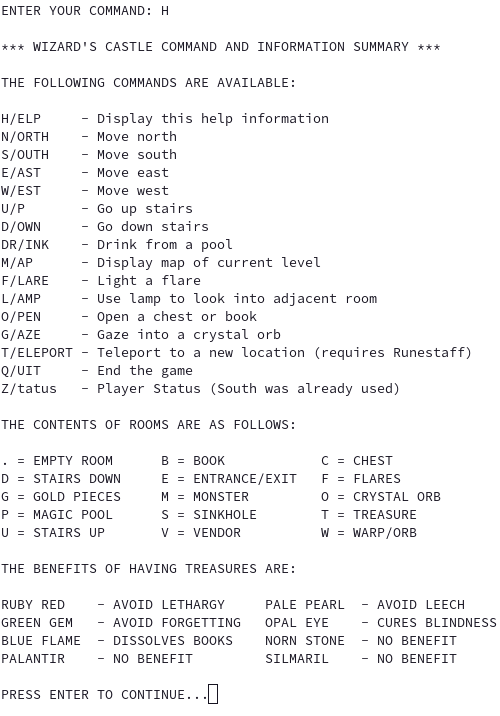 ENTER YOUR COMMAND: H

*** WIZARD'S CASTLE COMMAND AND INFORMATION SUMMARY ***

THE FOLLOWING COMMANDS ARE AVAILABLE:

H/ELP     – Display this help information
N/ORTH    – Move north
S/OUTH    – Move south
E/AST     – Move east
W/EST     – Move west
U/P       – Go up stairs
D/OWN     – Go down stairs
DR/INK    – Drink from a pool
M/AP      – Display map of current level
F/LARE    – Light a flare
L/AMP     – Use lamp to look into adjacent room
O/PEN     – Open a chest or book
G/AZE     – Gaze into a crystal orb
T/ELEPORT – Teleport to a new location (requires Runestaff)
Q/UIT     – End the game
Z/tatus   – Player Status (South was already used)

THE CONTENTS OF ROOMS ARE AS FOLLOWS:

. = EMPTY ROOM      B = BOOK            C = CHEST
D = STAIRS DOWN     E = ENTRANCE/EXIT   F = FLARES
G = GOLD PIECES     M = MONSTER         O = CRYSTAL ORB
P = MAGIC POOL      S = SINKHOLE        T = TREASURE
U = STAIRS UP       V = VENDOR          W = WARP/ORB

THE BENEFITS OF HAVING TREASURES ARE:

RUBY RED    – AVOID LETHARGY     PALE PEARL  – AVOID LEECH
GREEN GEM   – AVOID FORGETTING   OPAL EYE    – CURES BLINDNESS
BLUE FLAME  – DISSOLVES BOOKS    NORN STONE  – NO BENEFIT
PALANTIR    – NO BENEFIT         SILMARIL    – NO BENEFIT

PRESS ENTER TO CONTINUE...